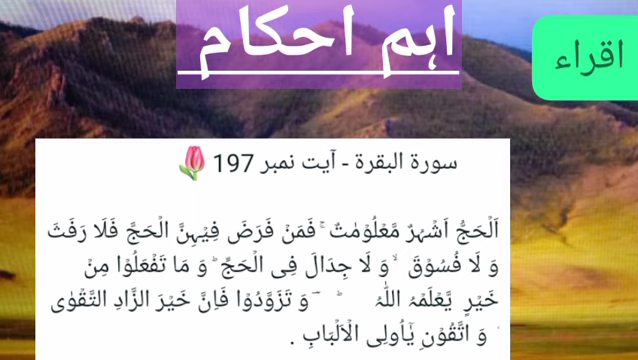 اہم احکام
اقراء
سورة البقرة - آیت نمبر 197
اَلۡحَجُّ اَشۡہُرٌ مَّعۡلُوۡمٰتٌ ۚ فَمَنۡ فَرَضَ فِیۡہِنَّ الۡحَجَّ فَلَا رَفَثَ
وَ لَا فُسُوۡقَ ۙ وَ لَا جِدَالَ فِی الۡحَجِّ ؕ وَ مَا تَفۡعَلُوۡا مِنۡ
خَیۡرٍ یَّعۡلَمۡہُ اللّٰہُ ؕ ؔ وَ تَزَوَّدُوۡا فَاِنَّ خَیۡرَ الزَّادِ التَّقۡوٰی
۫ وَ اتَّقُوۡنِ یٰۤاُولِی الۡاَلۡبَابِ .